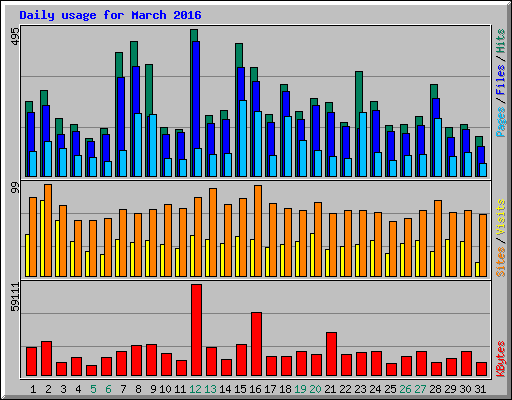 Daily usage for March 2016
495
Pages / Files / Hits
99
Sites / Visits
59111
KBytes
1 2 3 4 5 6 7 8 9 10 11 12 13 14 15 16 17 18 19 20 21 22 23 24 25 26 27 28 29 30 31